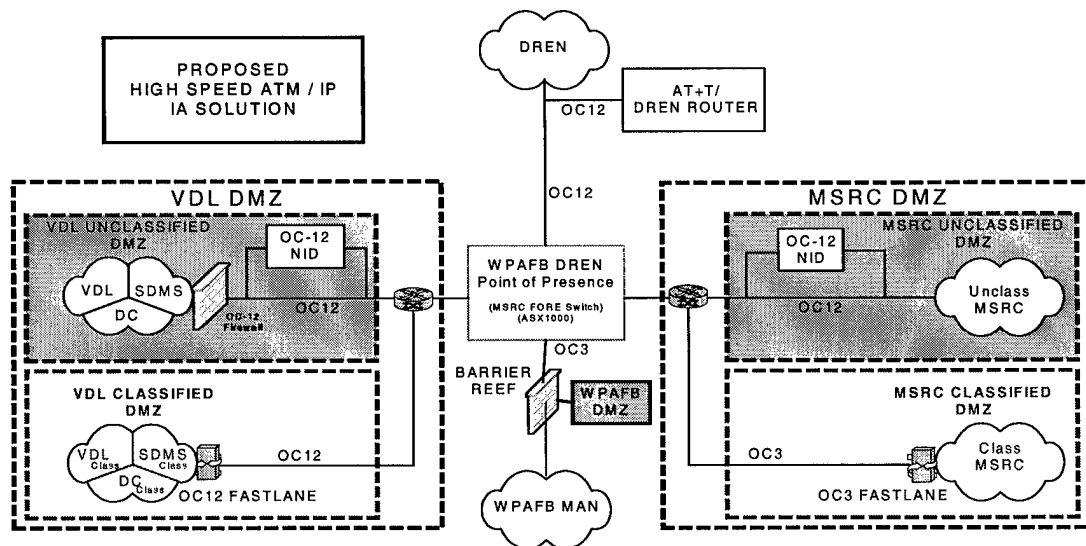 PROPOSED
HIGH SPEED ATM / IP
IA SOLUTION
DREN
OC12
AT+T/
DREN ROUTER
OC12
VDL DMZ
VDL UNCLASSIFIED
DMZ
OC-12
NID
VDL
SDMS
DC
OC-12
Firewall
OC12
WPAFB DREN
Point of Presence
(MSRC FORE Switch)
(ASX1000)
MSRC DMZ
MSRC UNCLASSIFIED
DMZ
OC-12
NID
OC12
Unclass
MSRC
OC3
BARRIER
REEF
WPAFB
DMZ
WPAFB MAN
VDL CLASSIFIED
DMZ
VDL
Class
SDMS
Class
DC
Class
OC12
OC12 FASTLANE
MSRC CLASSIFIED
DMZ
OC3
Class
MSRC
OC3 FASTLANE